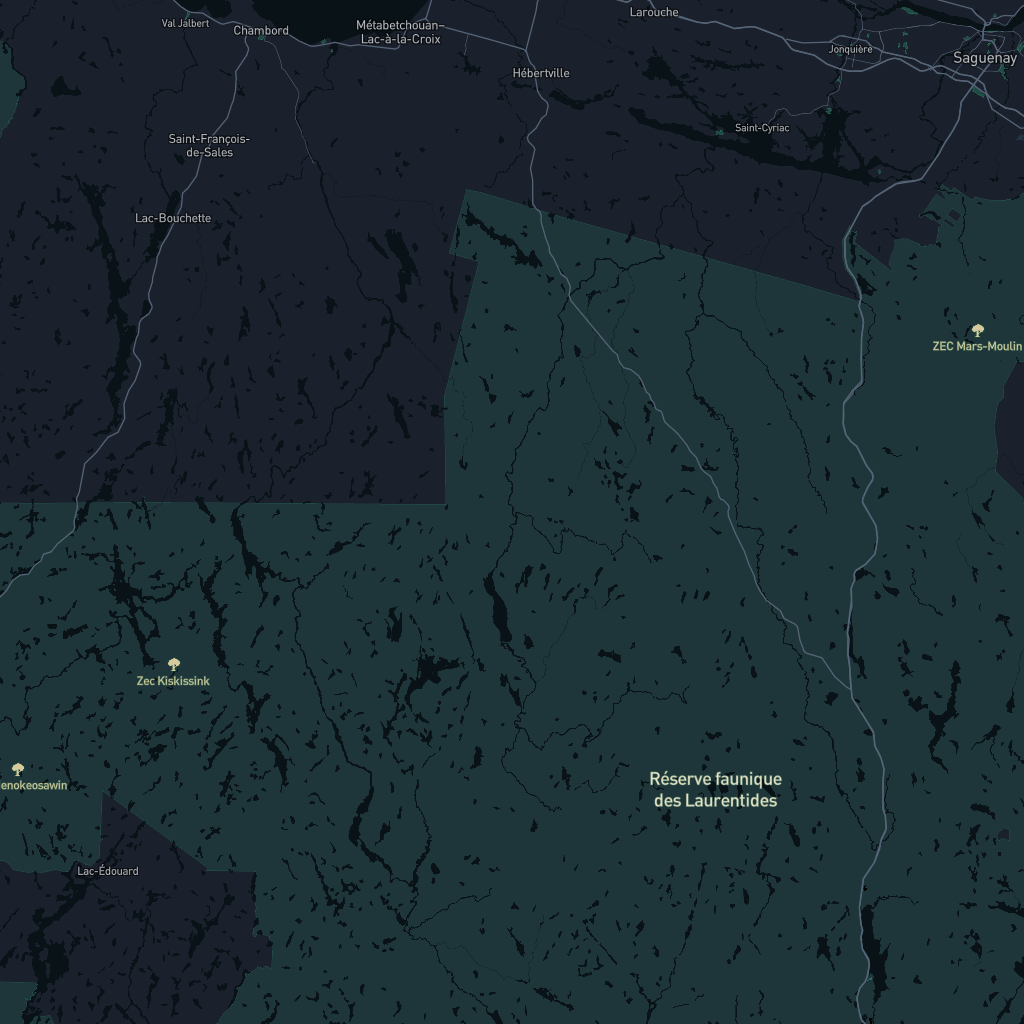 Larouche
Val Jalbert
Chambord
Métabetchouan–
Lac-à-la-Croix
Jonquière
Saguenay
Hébertville
Saint-Cyriac
Saint-François-
de-Sales
Lac-Bouchette
ZEC Mars-Moulin
Zec Kiskissink
enokeosawin
Réserve faunique
des Laurentides
Lac-Édouard